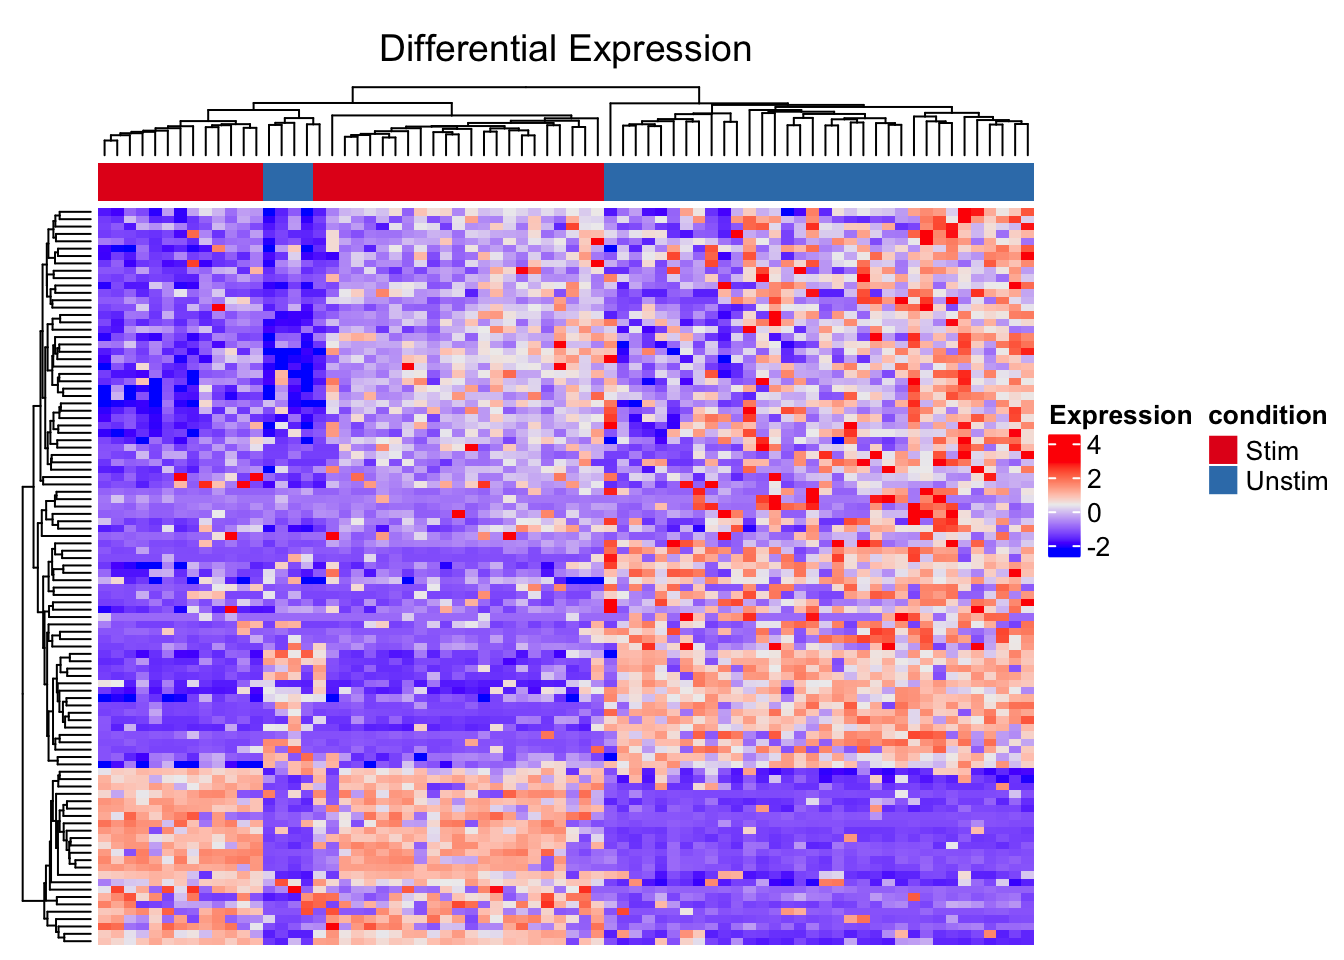 Differential Expression
Expression
4
2
0
-2
condition
Stim
Unstim